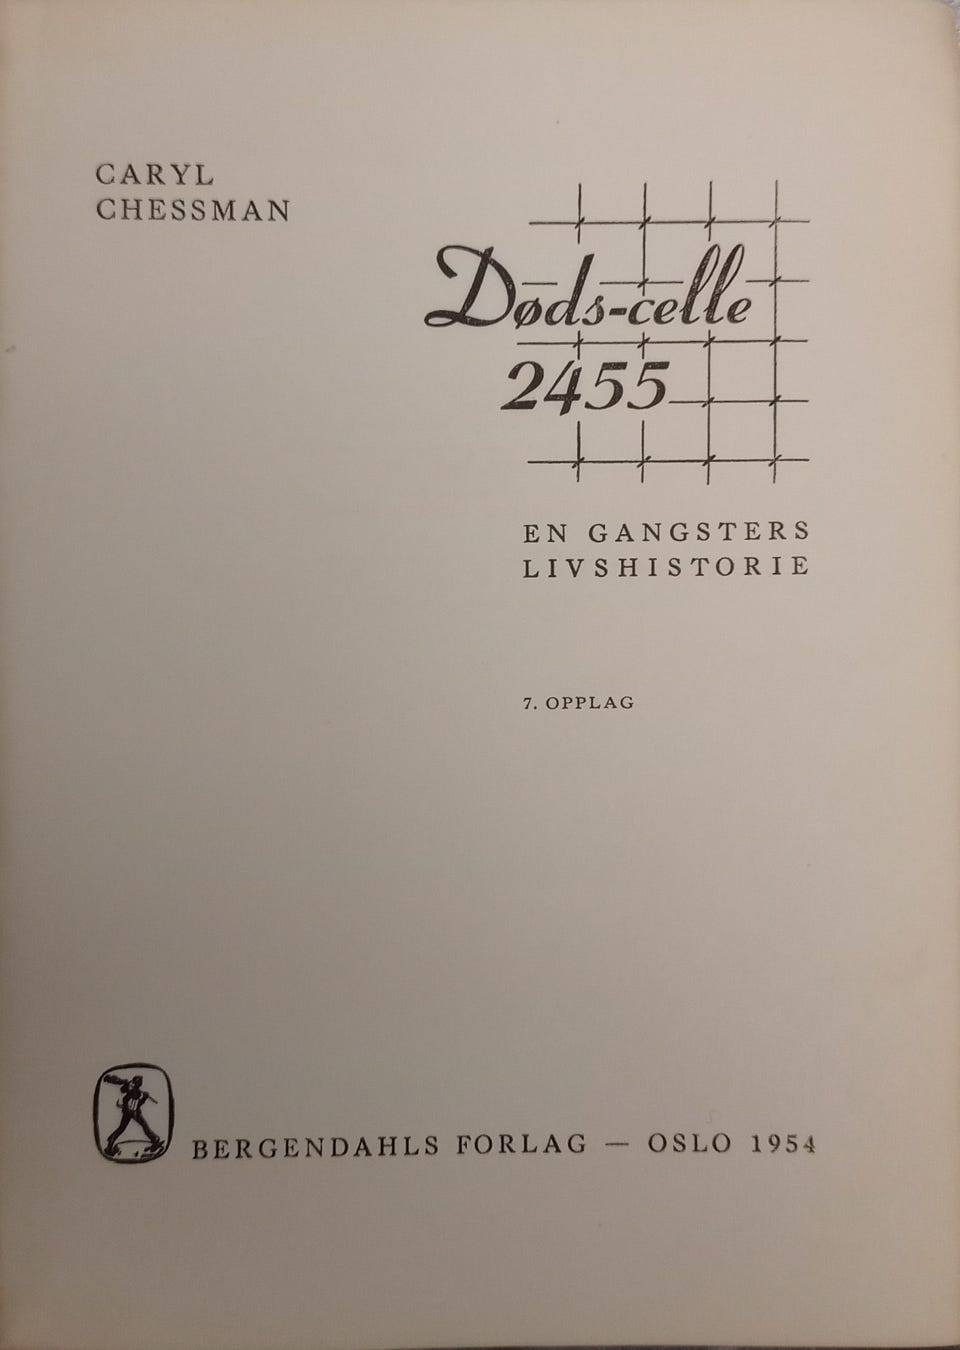 CARYL
CHESSMAN
Døds-celle
2455
EN GANGSTERS
LIVSHISTORIE
7. OPPLAG
BERGENDAHLS FORLAG — OSLO 1954